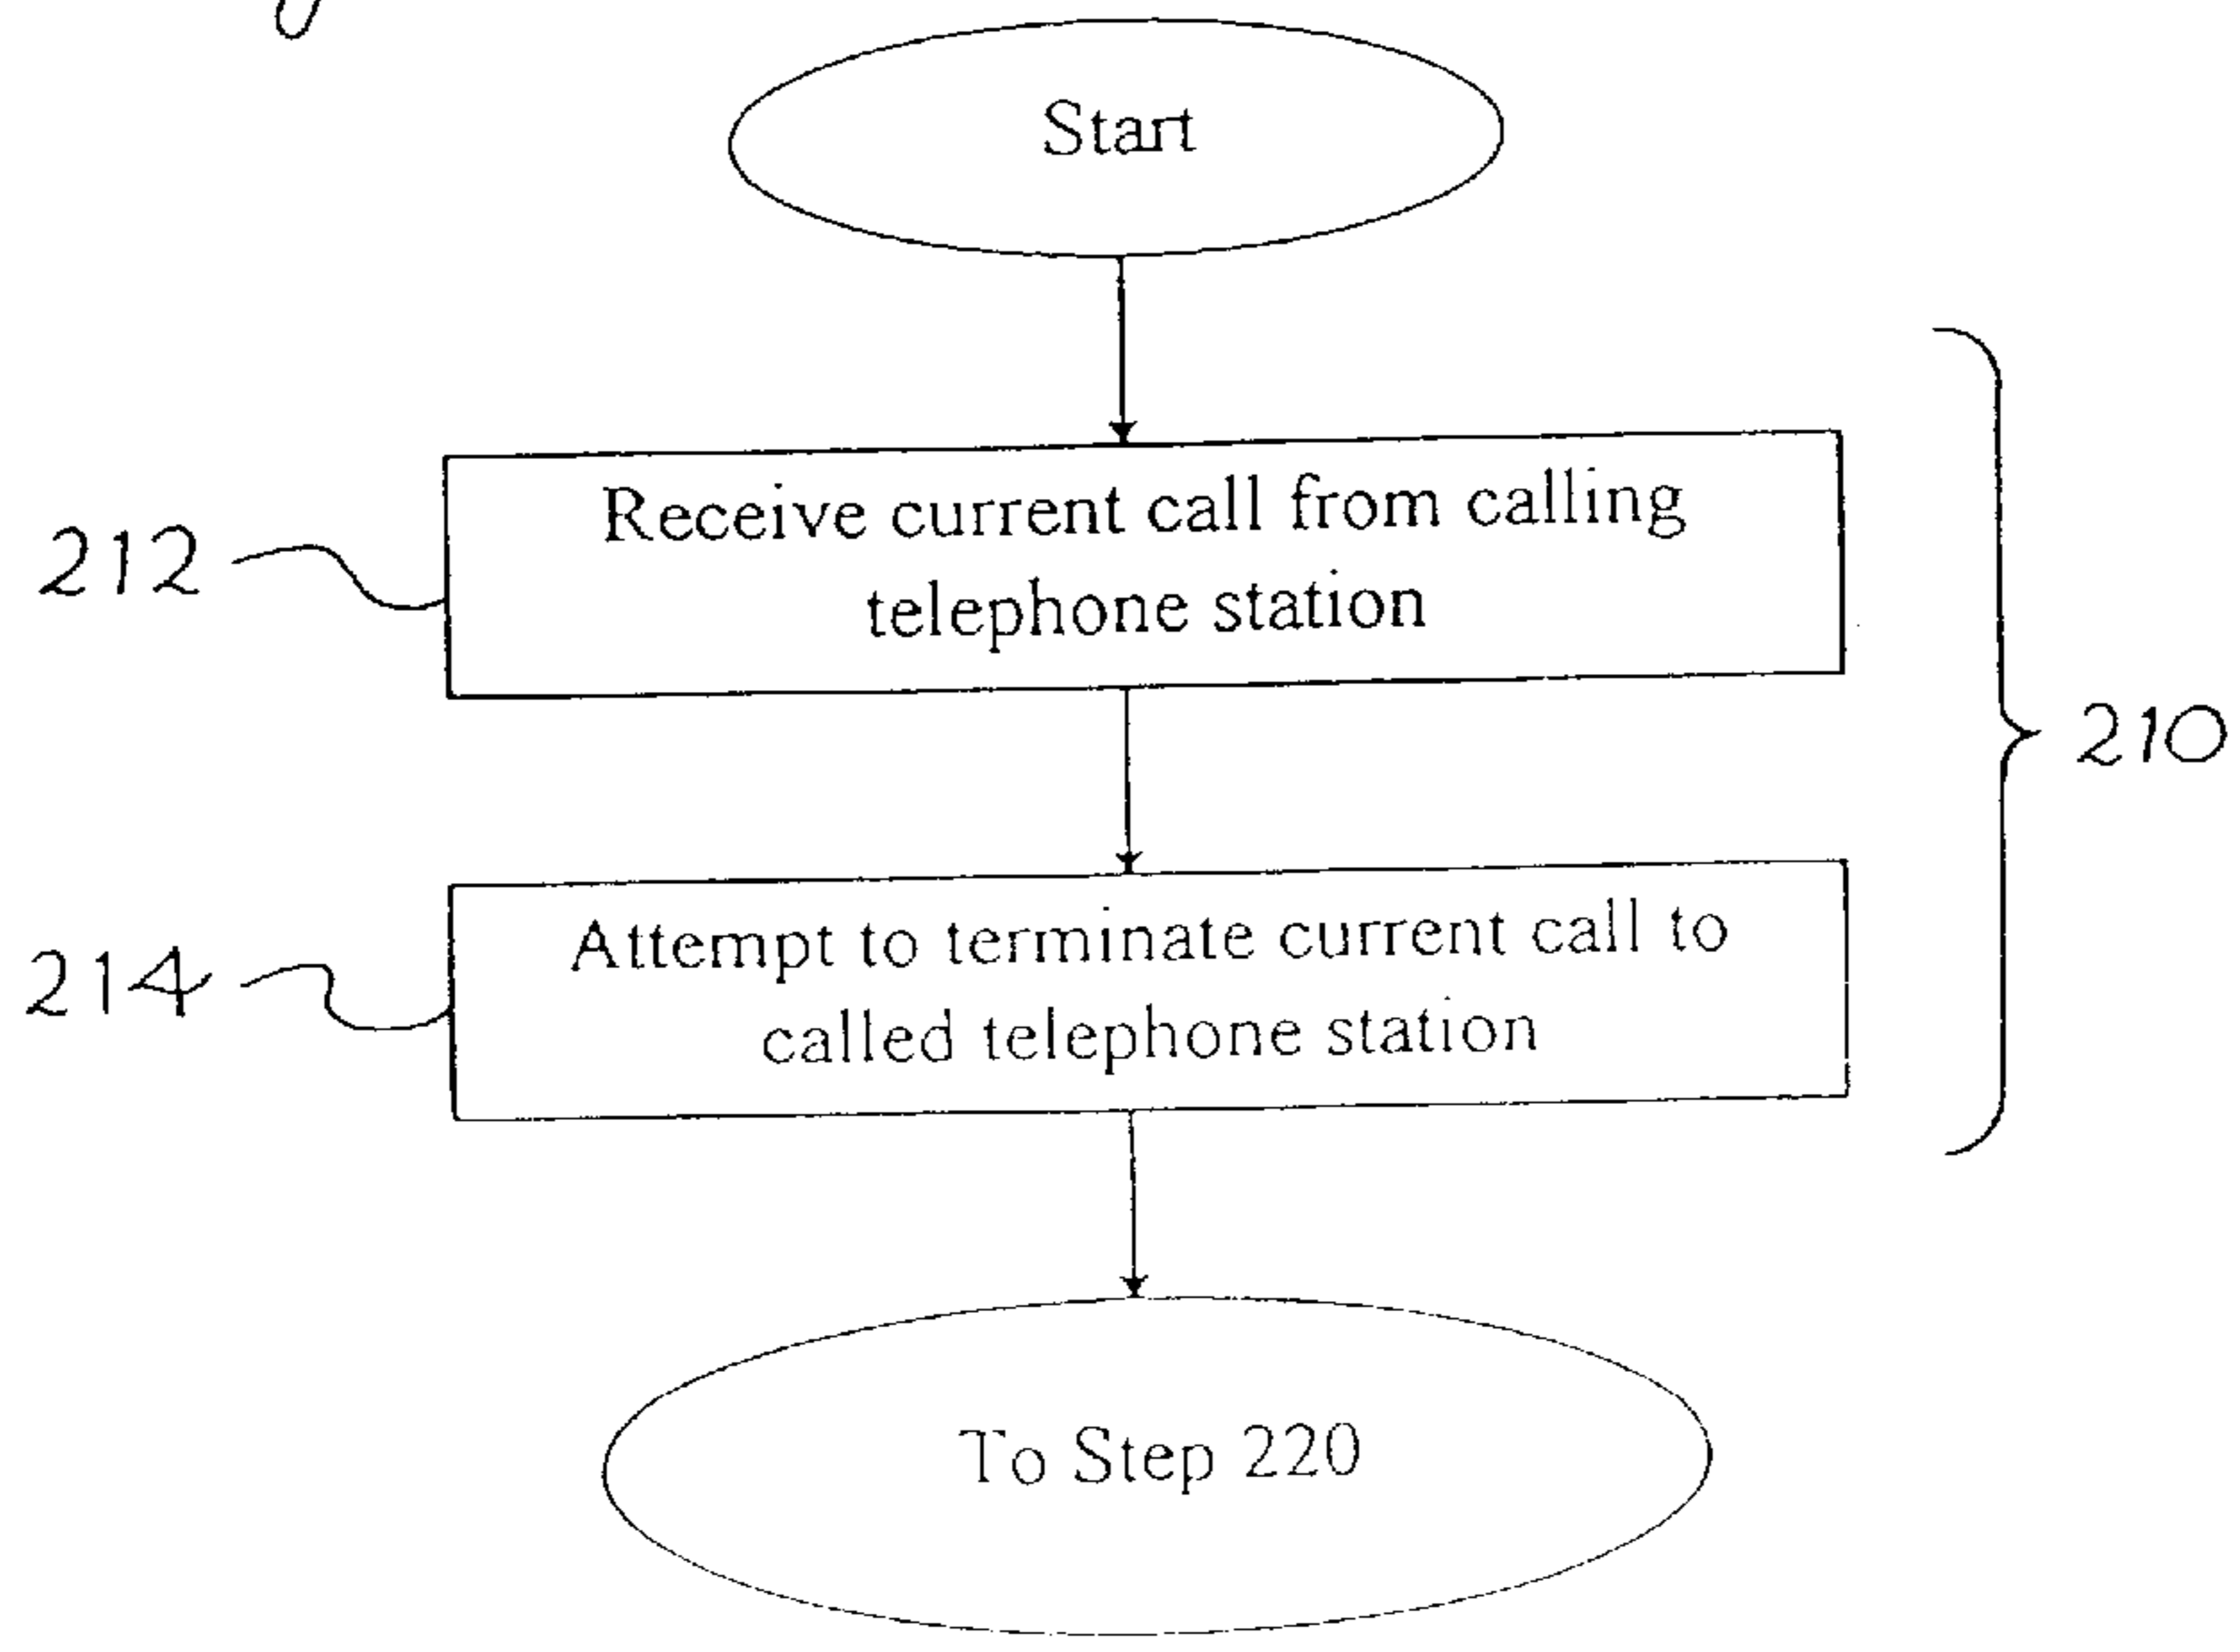 Start
Receive current call from calling
telephone station
212
210
Attempt to terminate current call to
called telephone station
214
To Step 220